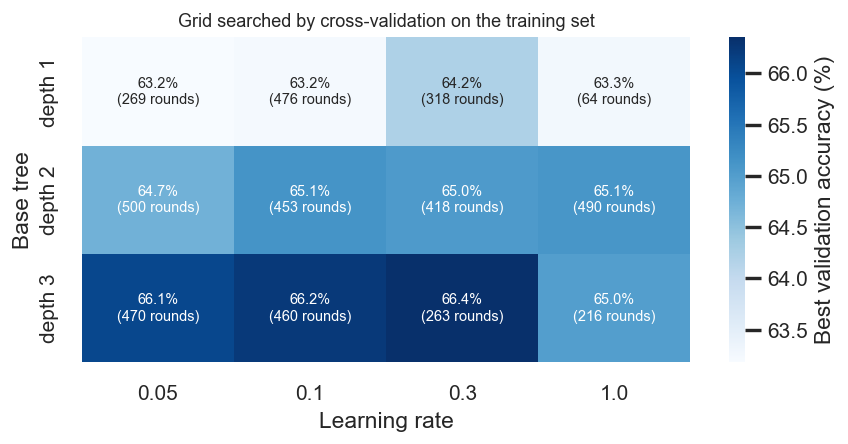 Grid searched by cross-validation on the training set
depth 1
63.2%
(269 rounds)
63.2%
(476 rounds)
64.2%
(318 rounds)
63.3%
(64 rounds)
depth 2
64.7%
(500 rounds)
65.1%
(453 rounds)
65.0%
(418 rounds)
65.1%
(490 rounds)
depth 3
66.1%
(470 rounds)
66.2%
(460 rounds)
66.4%
(263 rounds)
65.0%
(216 rounds)
Base tree
0.05
0.1
0.3
1.0
Learning rate
66.0
65.5
65.0
64.5
64.0
63.5
Best validation accuracy (%)